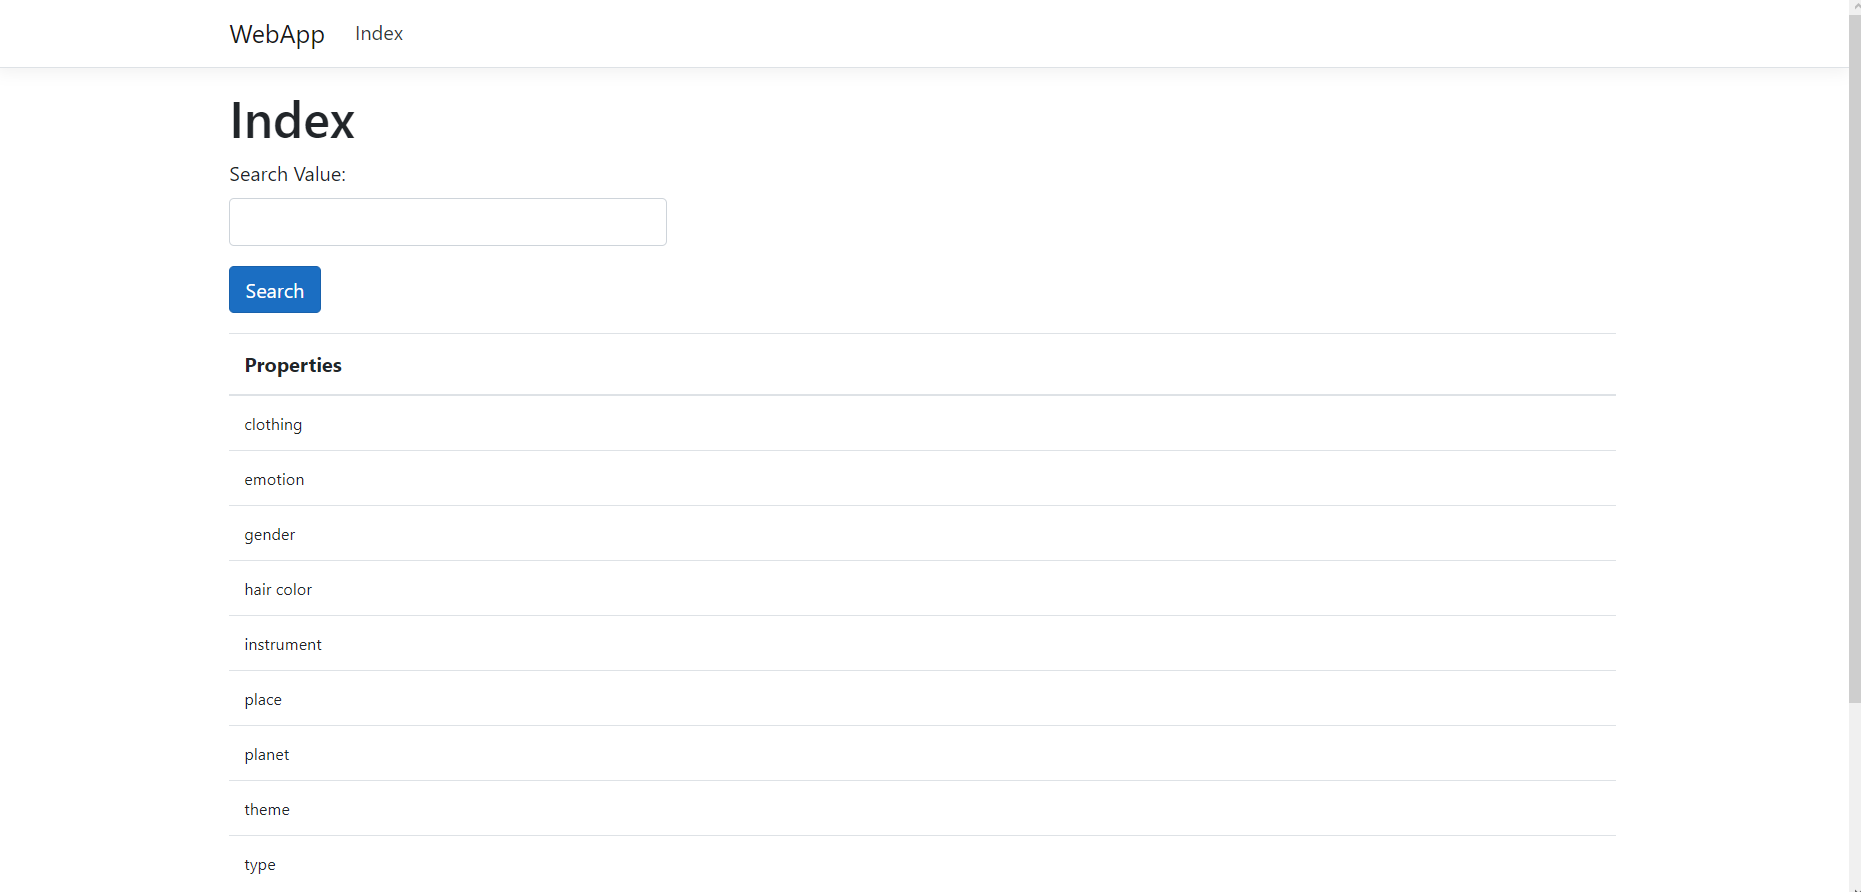 WebApp Index
Index
Search Value:
Search
Properties
clothing
emotion
gender
hair color
instrument
place
planet
theme
type